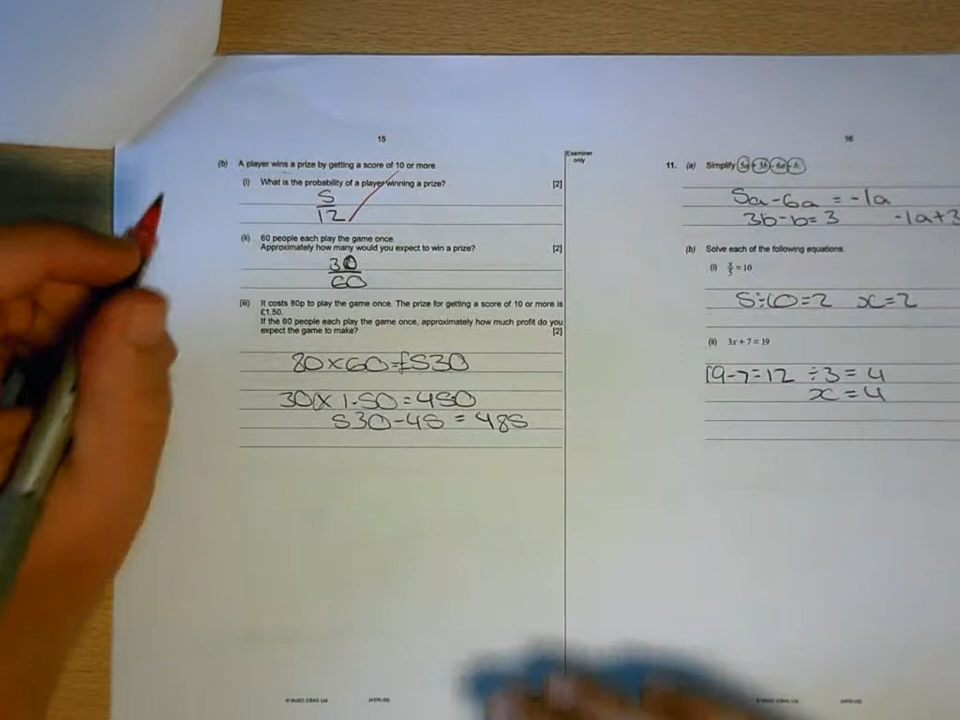 15
(b) A player wins a prize by getting a score of 10 or more.
(i) What is the probability of a player winning a prize? [2]
5
12
(ii) 60 people each play the game once.
Approximately how many would you expect to win a prize? [2]
30
60
(iii) It costs 80p to play the game once. The prize for getting a score of 10 or more is
£1.50.
If the 60 people each play the game once, approximately how much profit do you
expect the game to make? [2]
80×60=£530
30 × 1.50 = 450
530-45 = 485
Examiner
only
16
11. (a) Simplify 5a + 3b - 6a - b
5a-6a = -1a
3b-b=3 -1a+3
(b) Solve each of the following equations.
(i) x/5 = 10
5÷10=2 x=2
(ii) 3x + 7 = 19
19-7=12 ÷3=4
x=4